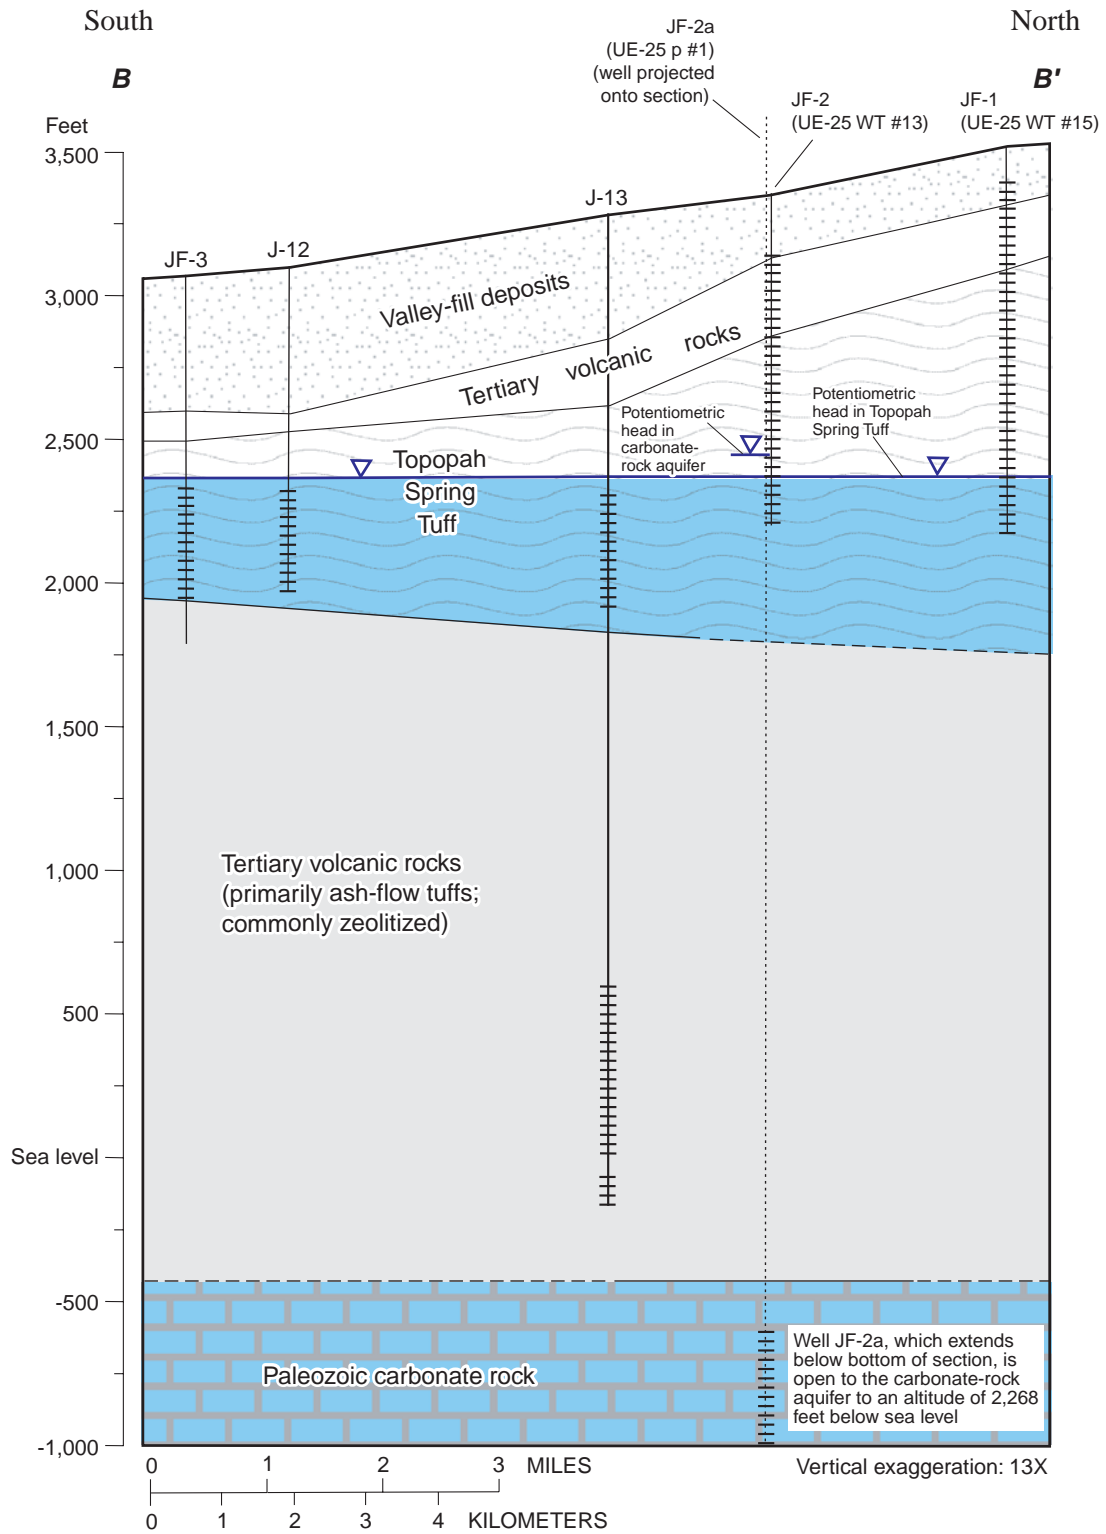 South
North
B
B'
JF-2a
(UE-25 p #1)
(well projected
onto section)
JF-2
(UE-25 WT #13)
JF-1
(UE-25 WT #15)
Feet
3,500
3,000
2,500
2,000
1,500
1,000
500
Sea level
-500
-1,000
JF-3
J-12
J-13
Valley-fill deposits
Tertiary volcanic rocks
Potentiometric
head in
carbonate-
rock aquifer
Potentiometric
head in Topopah
Spring Tuff
Topopah
Spring
Tuff
Tertiary volcanic rocks
(primarily ash-flow tuffs;
commonly zeolitized)
Paleozoic carbonate rock
Well JF-2a, which extends
below bottom of section, is
open to the carbonate-rock
aquifer to an altitude of 2,268
feet below sea level
0 1 2 3 MILES
0 1 2 3 4 KILOMETERS
Vertical exaggeration: 13X